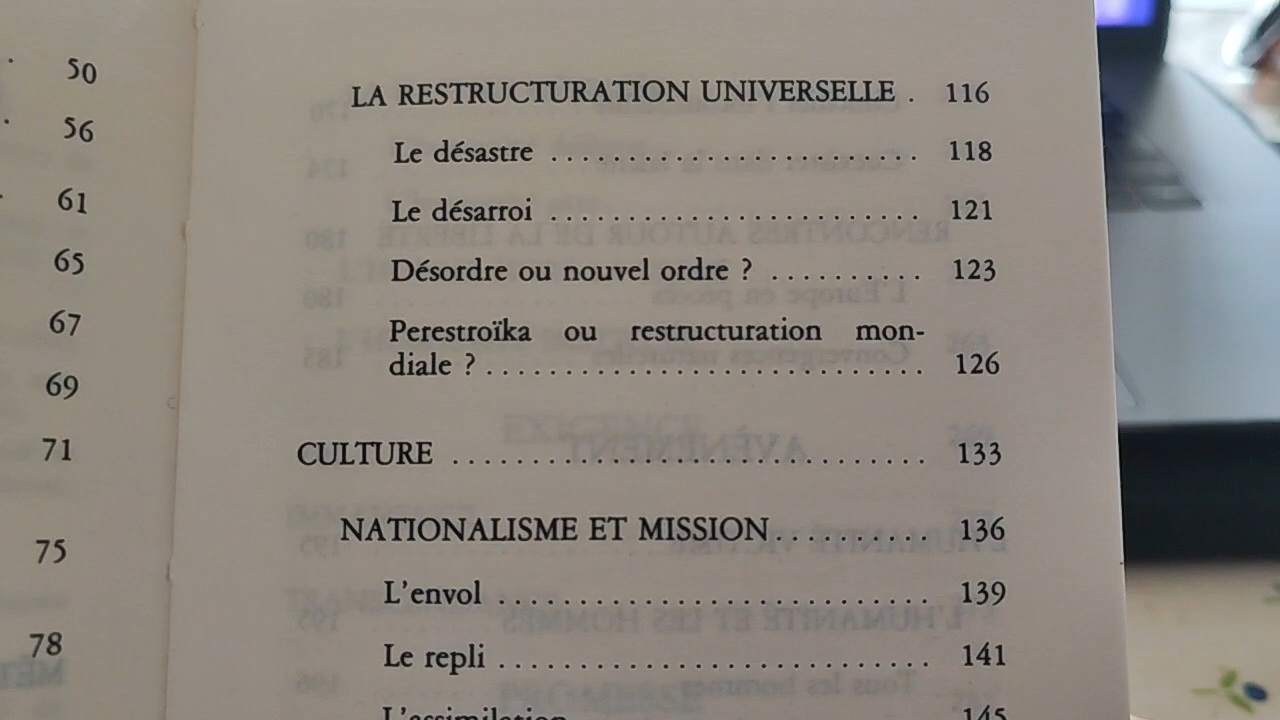 50
56
61
65
67
69
71
75
78
LA RESTRUCTURATION UNIVERSELLE . 116
Le désastre ........................ 118
Le désarroi ........................ 121
Désordre ou nouvel ordre ? .......... 123
Perestroïka ou restructuration mon-
diale ? ............................. 126
CULTURE ............................... 133
NATIONALISME ET MISSION.......... 136
L'envol ............................ 139
Le repli ............................ 141
L'assimilation 145